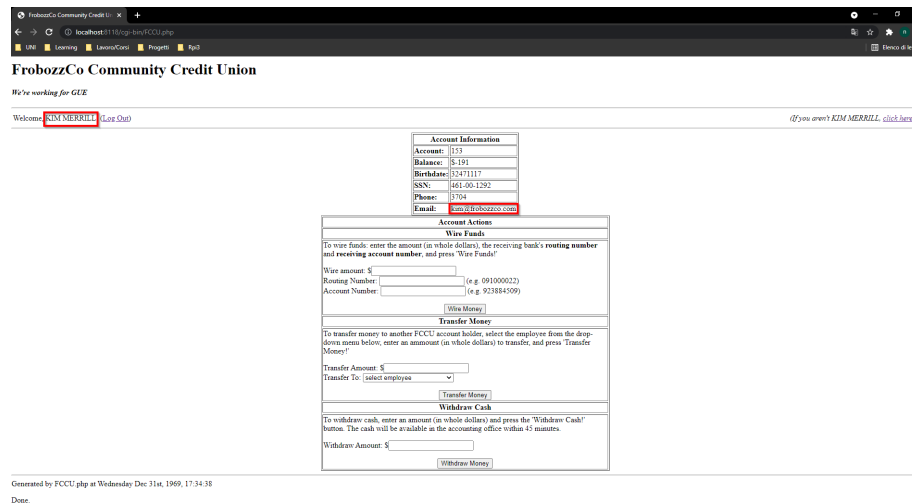 FrobozzCo Community Credit Un
localhost:8118/cgi-bin/FCCU.php
UNI Learning Lavoro/Corsi Progetti Rpi3 Elenco di le
FrobozzCo Community Credit Union
We're working for GUE
Welcome, KIM MERRILL. (Log Out) (If you aren't KIM MERRILL, click here
Account Information
Account: 153
Balance: $-191
Birthdate: 32471117
SSN: 461-00-1292
Phone: 3704
Email: kim@frobozzco.com
Account Actions
Wire Funds
To wire funds: enter the amount (in whole dollars), the receiving bank's routing number
and receiving account number, and press 'Wire Funds!'
Wire amount: $
Routing Number: (e.g. 091000022)
Account Number: (e.g. 923884509)
Wire Money
Transfer Money
To transfer money to another FCCU account holder, select the employee from the drop-
down menu below, enter an ammount (in whole dollars) to transfer, and press 'Transfer
Money!'
Transfer Amount: $
Transfer To: select employee
Transfer Money
Withdraw Cash
To withdraw cash, enter an amount (in whole dollars) and press the 'Withdraw Cash!'
button. The cash will be available in the accounting office within 45 minutes.
Withdraw Amount: $
Withdraw Money
Generated by FCCU.php at Wednesday Dec 31st, 1969, 17:34:38
Done.